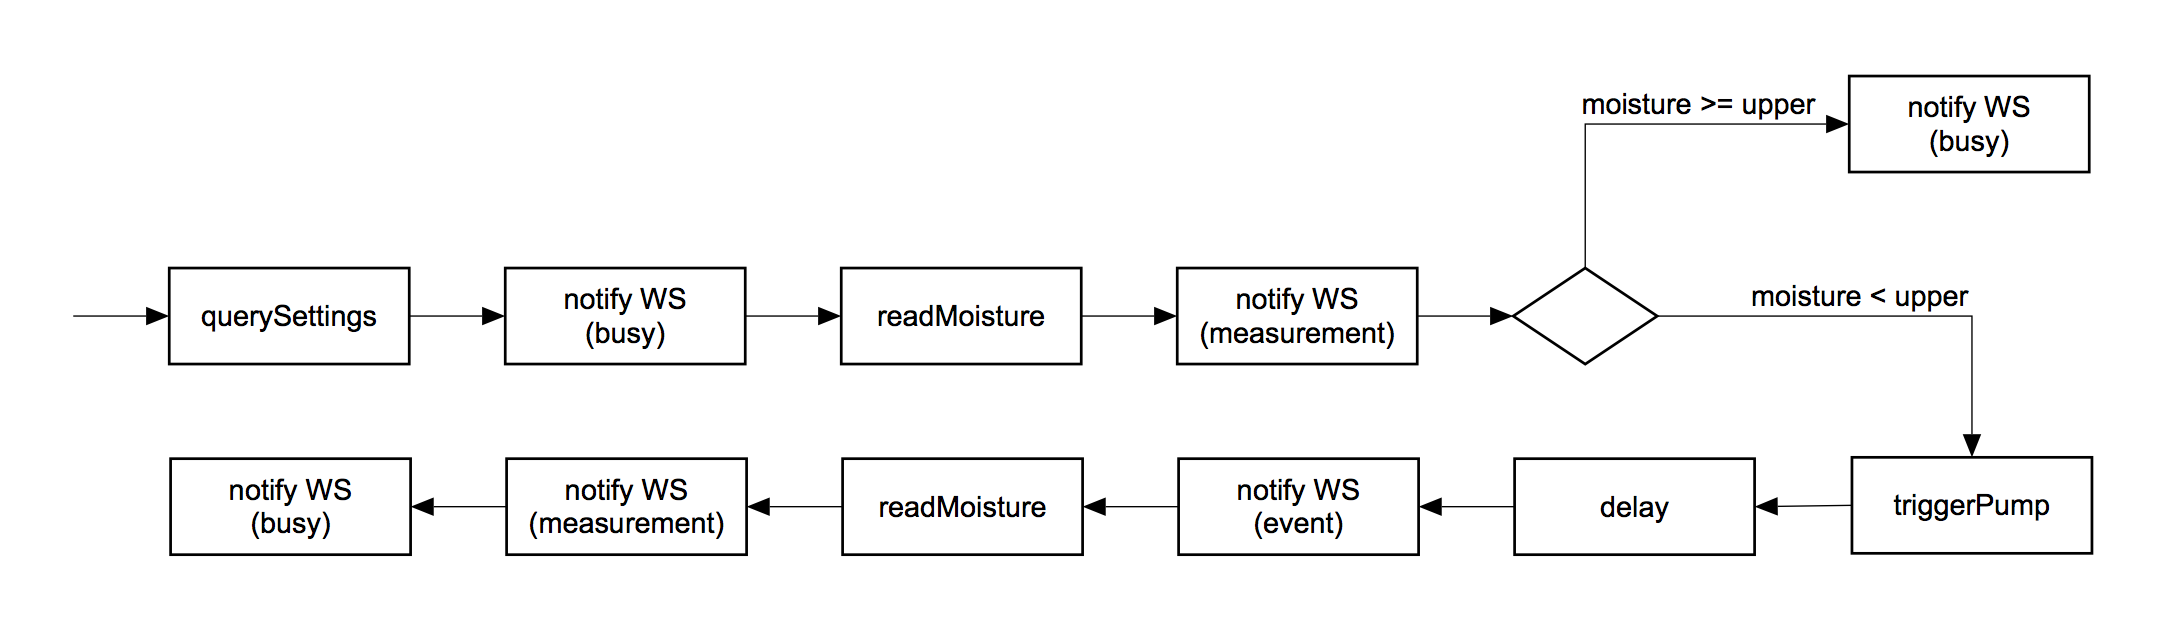 moisture >= upper
notify WS
(busy)
querySettings
notify WS
(busy)
readMoisture
notify WS
(measurement)
moisture < upper
notify WS
(busy)
notify WS
(measurement)
readMoisture
notify WS
(event)
delay
triggerPump